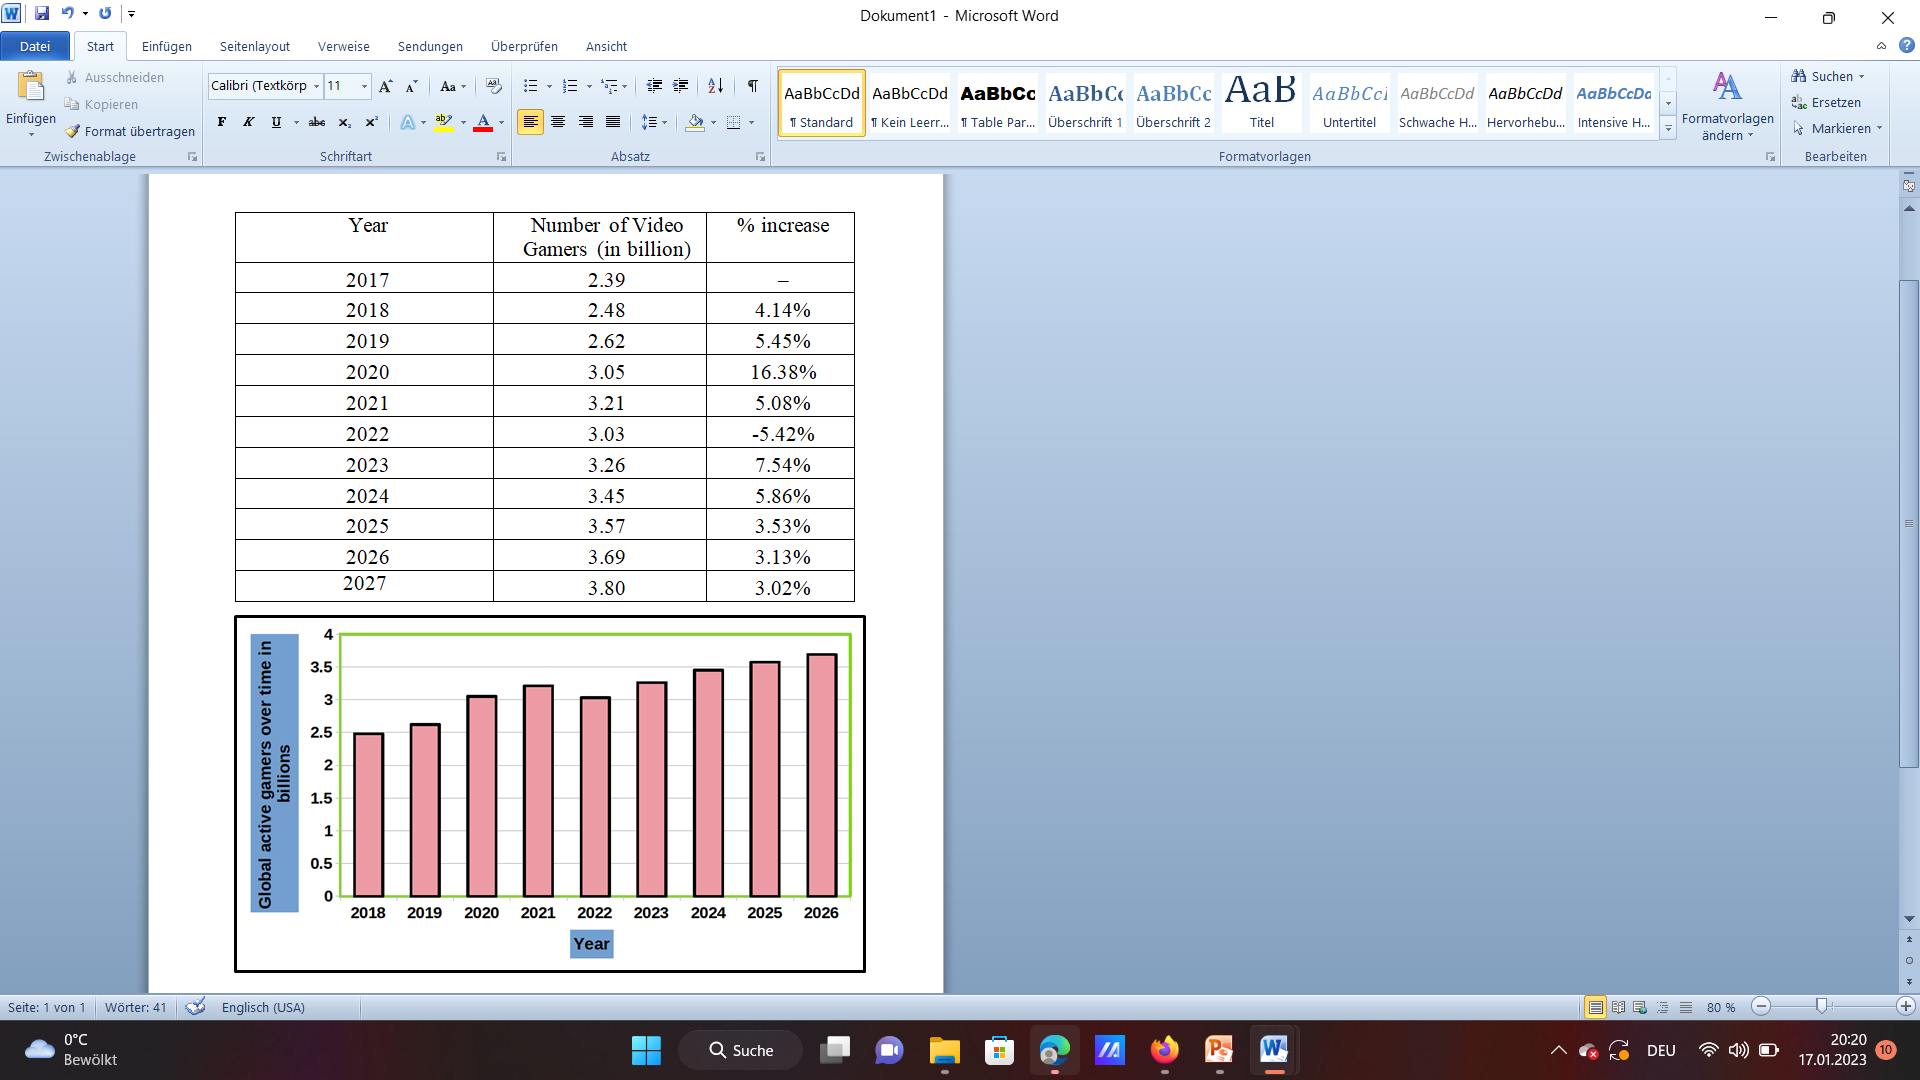 Dokument1 - Microsoft Word
Datei Start Einfügen Seitenlayout Verweise Sendungen Überprüfen Ansicht
Einfügen
Ausschneiden
Kopieren
Format übertragen
Zwischenablage
Calibri (Textkörp 11
F K U abc x₂ x²
Schriftart
Absatz
AaBbCcDd AaBbCcDd AaBbCc AaBbCc AaBbCc AaB AaBbCcI AaBbCcDd AaBbCcDd AaBbCcDc
¶ Standard ¶ Kein Leerr... ¶ Table Par... Überschrift 1 Überschrift 2 Titel Untertitel Schwache H... Hervorhebu... Intensive H...
Formatvorlagen
Formatvorlagen
ändern
Suchen
Ersetzen
Markieren
Bearbeiten
Year Number of Video Gamers (in billion) % increase
2017 2.39 –
2018 2.48 4.14%
2019 2.62 5.45%
2020 3.05 16.38%
2021 3.21 5.08%
2022 3.03 -5.42%
2023 3.26 7.54%
2024 3.45 5.86%
2025 3.57 3.53%
2026 3.69 3.13%
2027 3.80 3.02%
Global active gamers over time in
billions
4
3.5
3
2.5
2
1.5
1
0.5
0
2018 2019 2020 2021 2022 2023 2024 2025 2026
Year
Seite: 1 von 1 Wörter: 41 Englisch (USA) 80 %
0°C
Bewölkt
Suche
DEU
20:20
17.01.2023
10